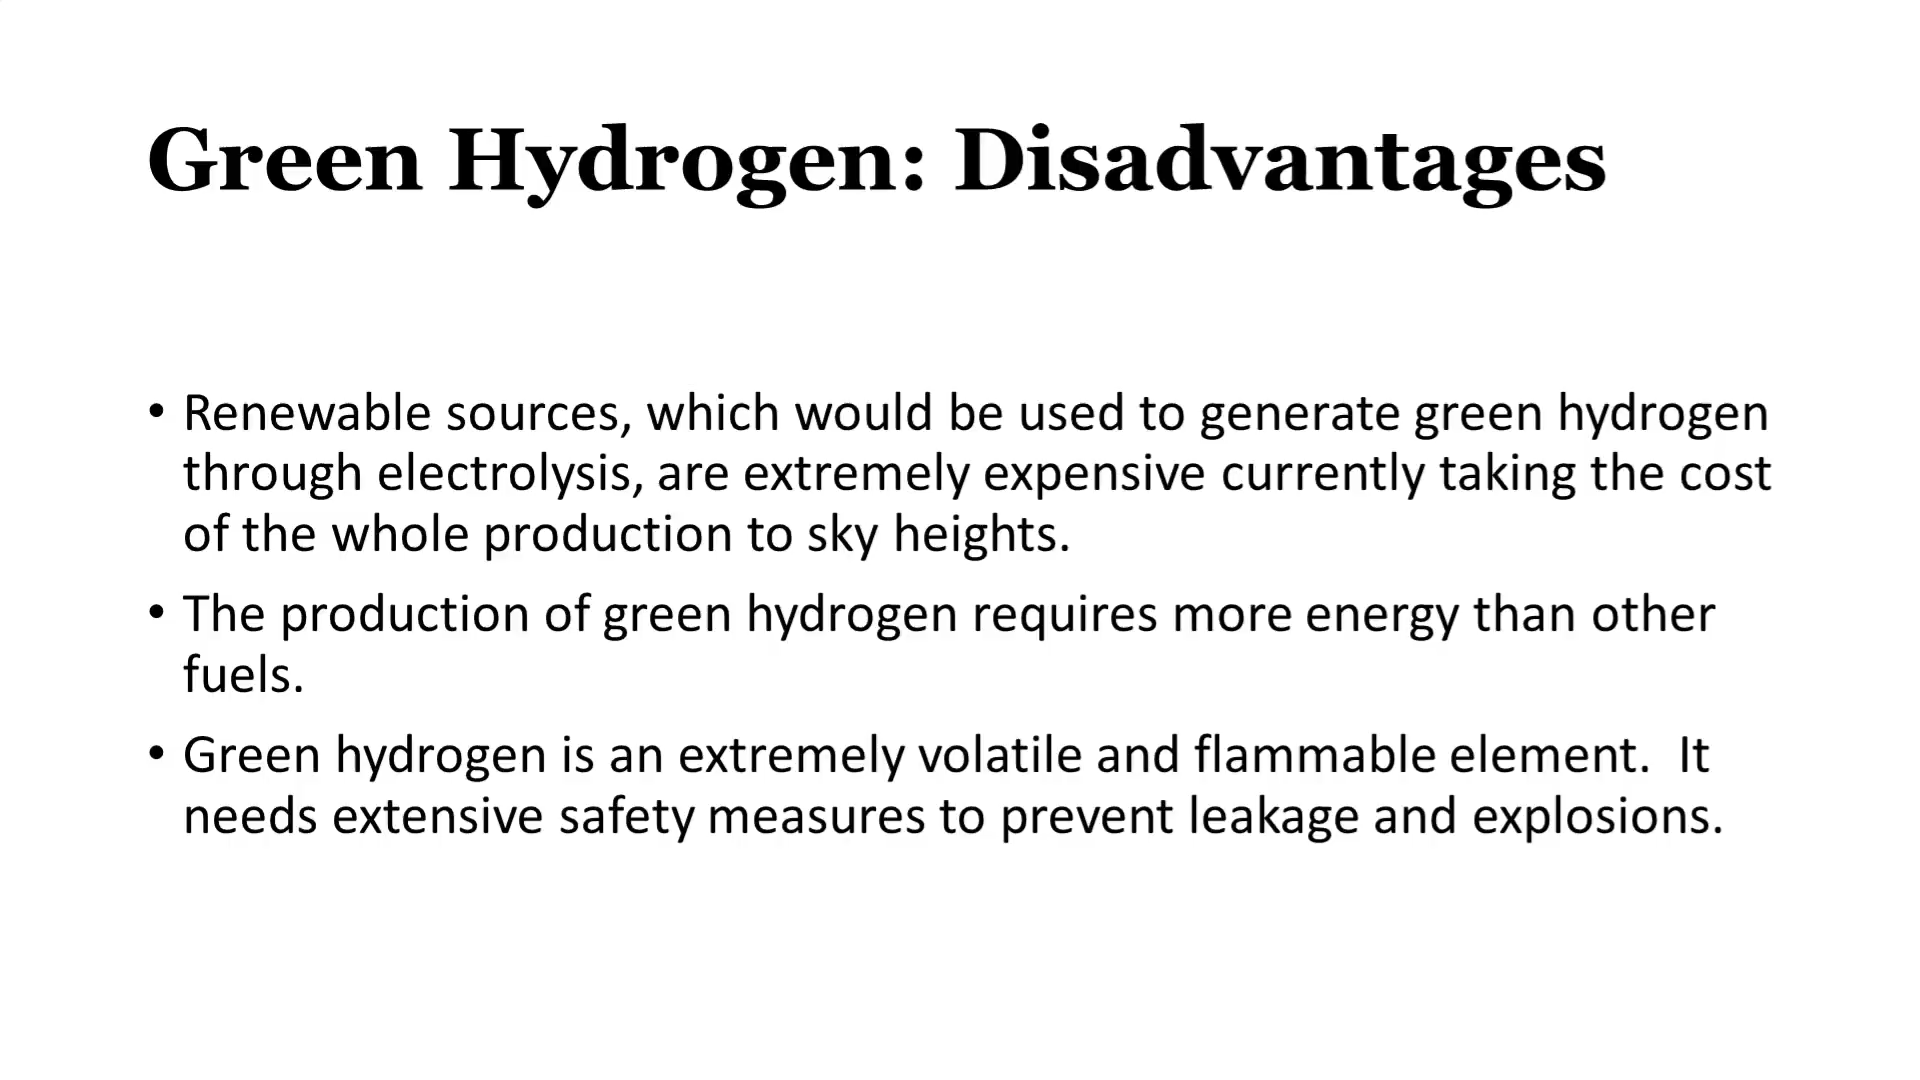 Green Hydrogen: Disadvantages
• Renewable sources, which would be used to generate green hydrogen
through electrolysis, are extremely expensive currently taking the cost
of the whole production to sky heights.
• The production of green hydrogen requires more energy than other
fuels.
• Green hydrogen is an extremely volatile and flammable element.  It
needs extensive safety measures to prevent leakage and explosions.